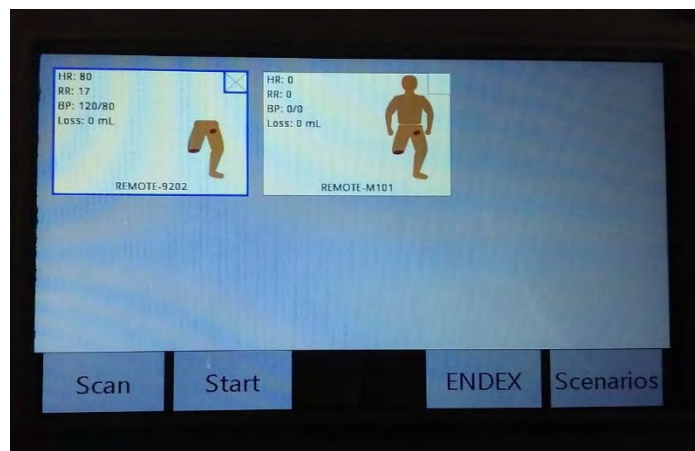 HR: 80
RR: 17
BP: 120/80
Loss: 0 mL
REMOTE-9202
HR: 0
RR: 0
BP: 0/0
Loss: 0 mL
REMOTE-M101
Scan
Start
ENDEX
Scenarios